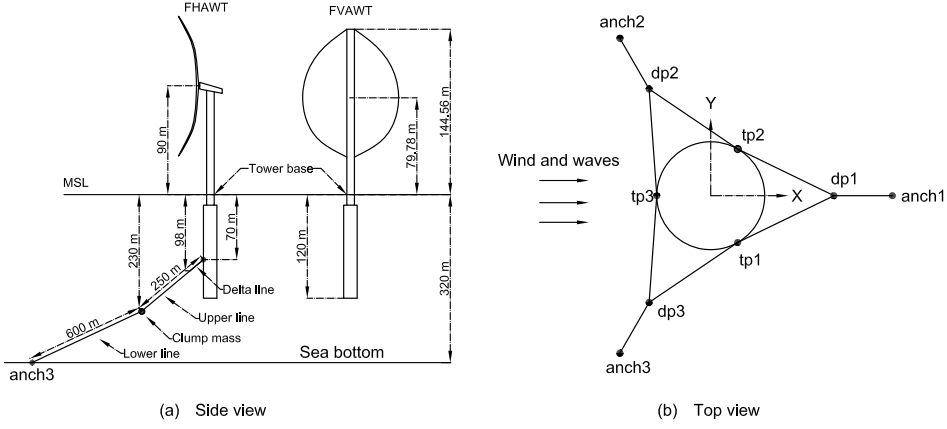 FHAWT
FVAWT
90 m
144.56 m
79.78 m
MSL
Tower base
230 m
98 m
70 m
120 m
320 m
250 m
Delta line
Upper line
600 m
Clump mass
Lower line
Sea bottom
anch3
(a) Side view
anch2
dp2
Y
tp2
Wind and waves
dp1
tp3
X
anch1
tp1
dp3
anch3
(b) Top view